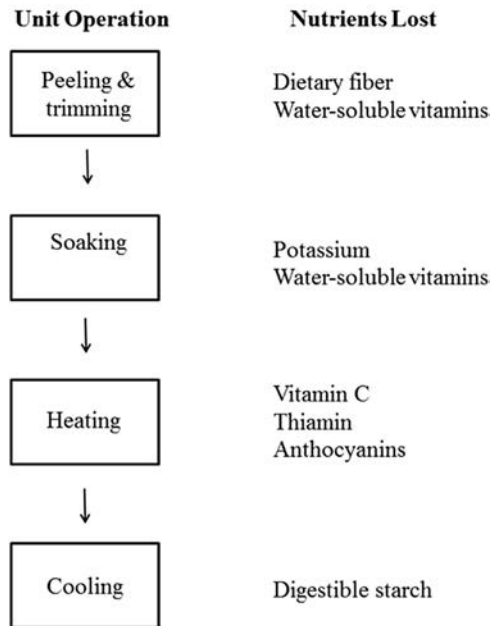 Unit Operation
Nutrients Lost
Peeling &
trimming
Dietary fiber
Water-soluble vitamins
Soaking
Potassium
Water-soluble vitamins
Heating
Vitamin C
Thiamin
Anthocyanins
Cooling
Digestible starch